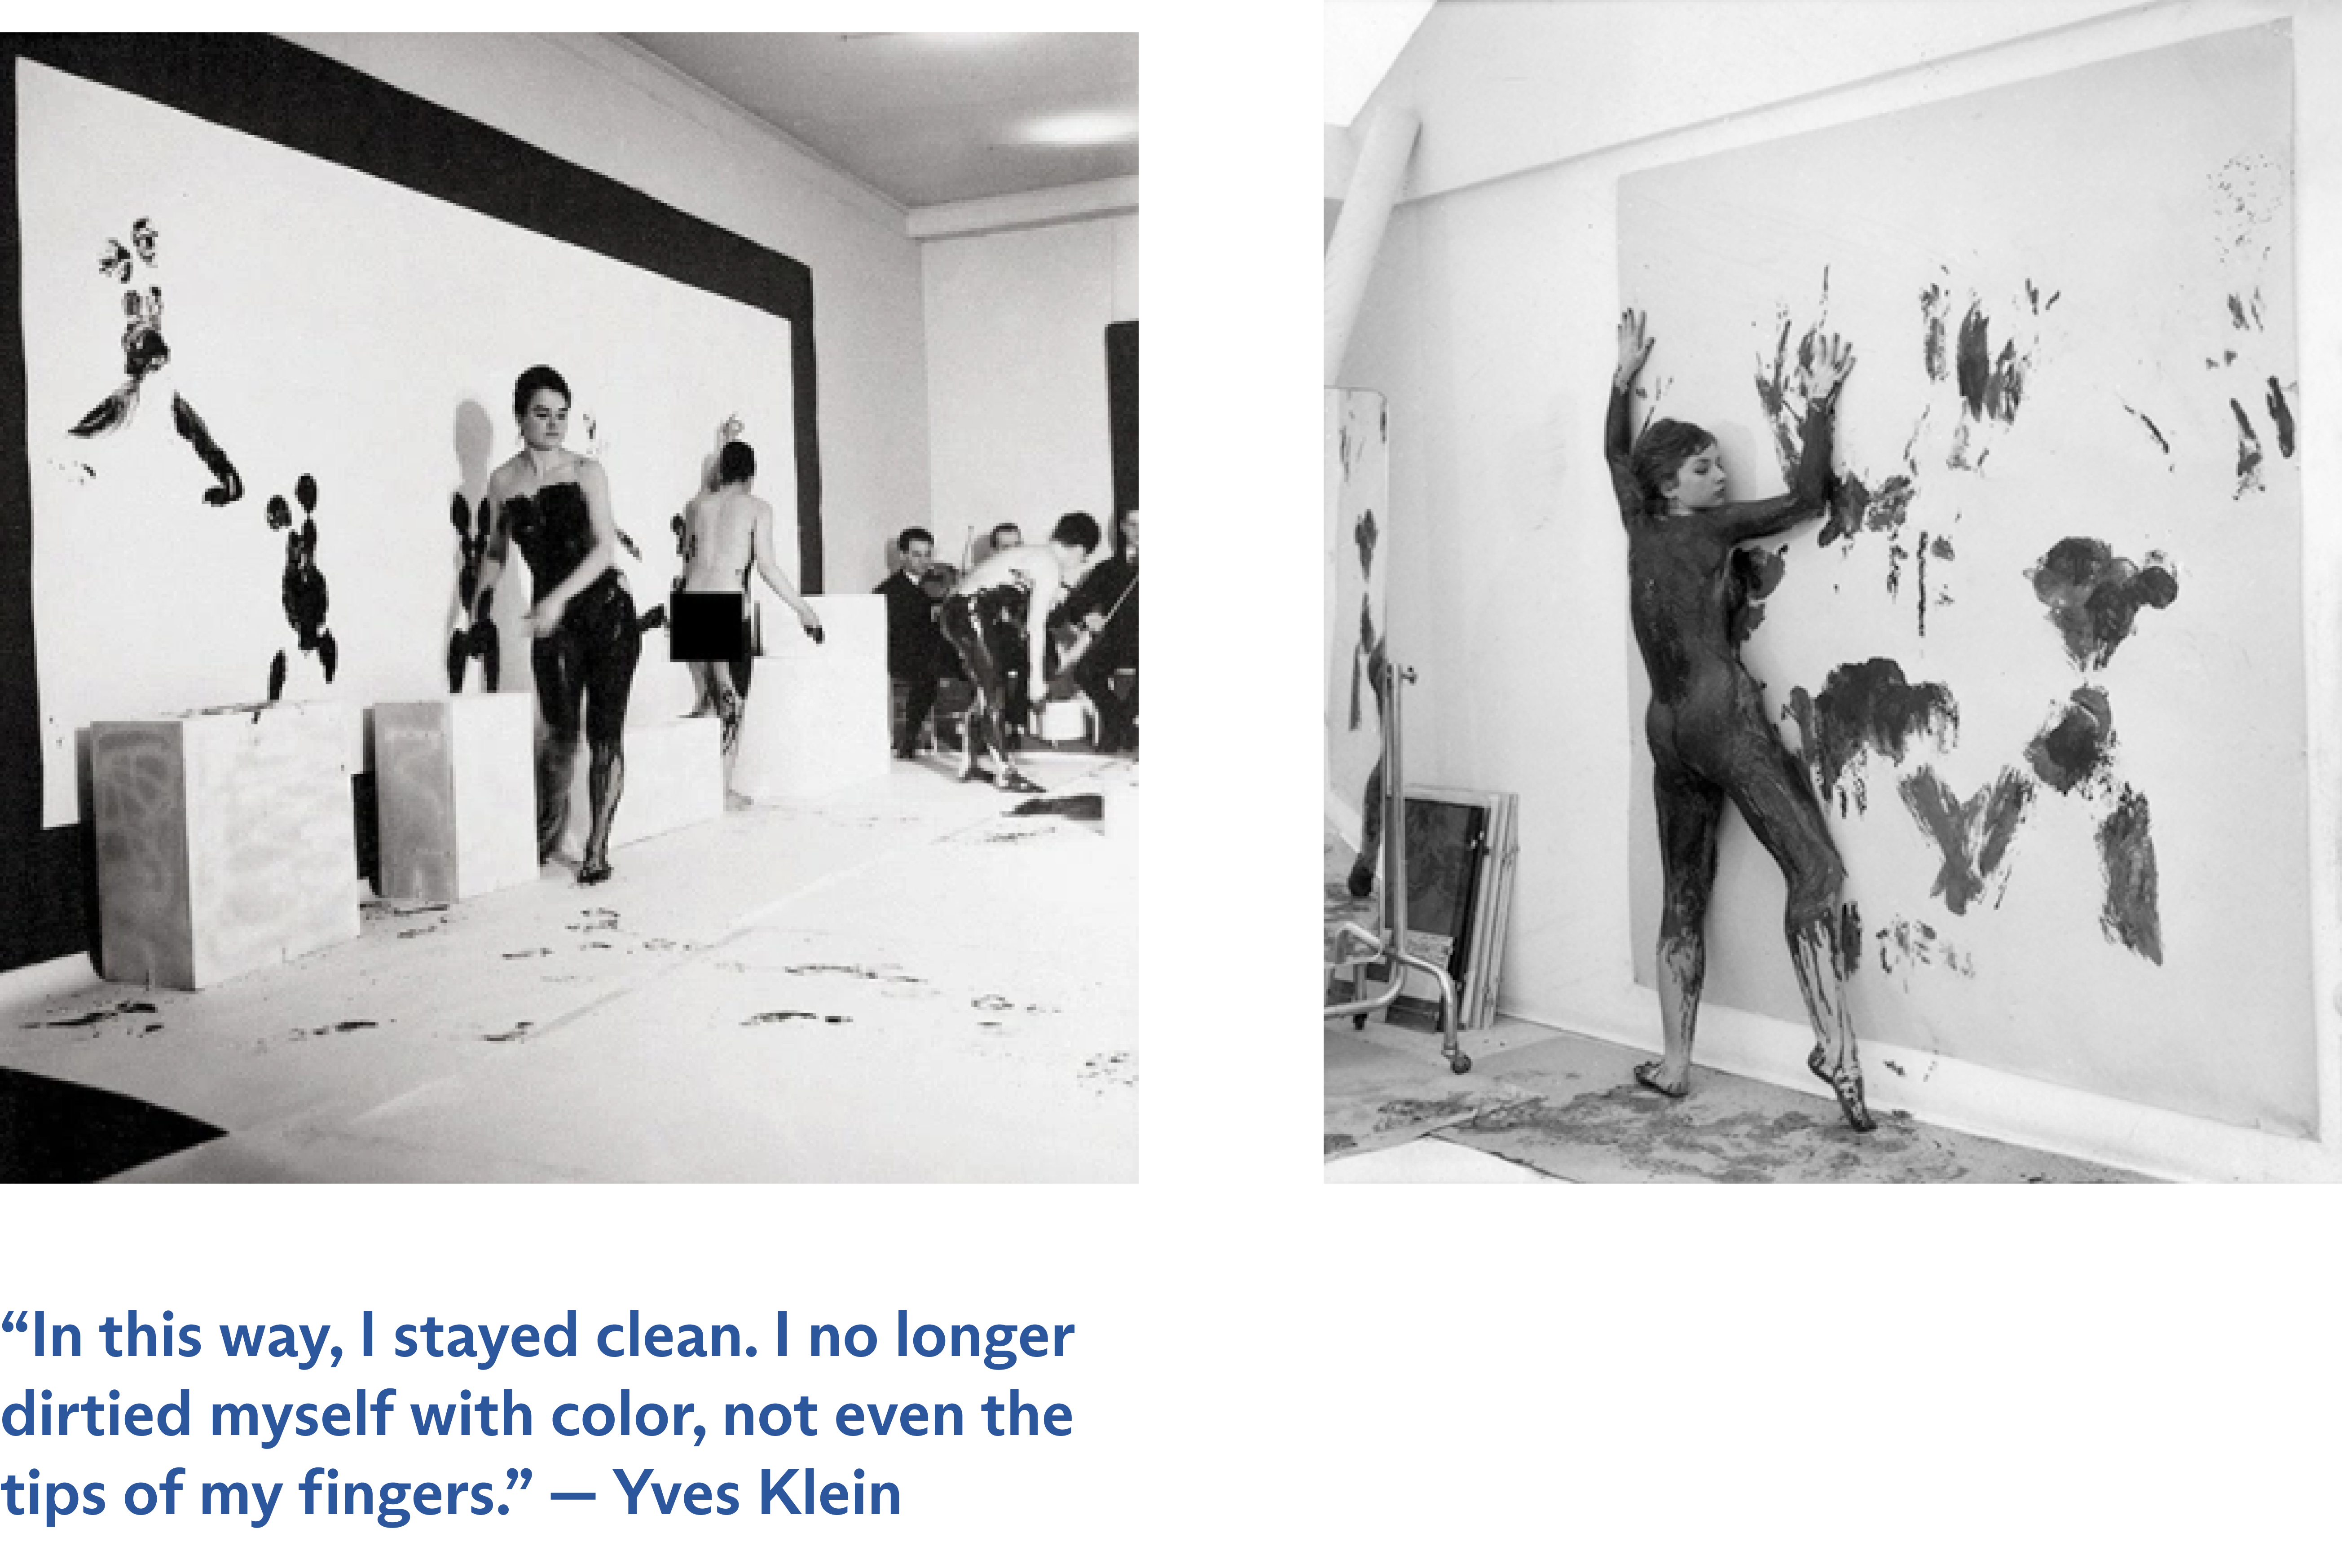 “In this way, I stayed clean. I no longer
dirtied myself with color, not even the
tips of my fingers.” — Yves Klein